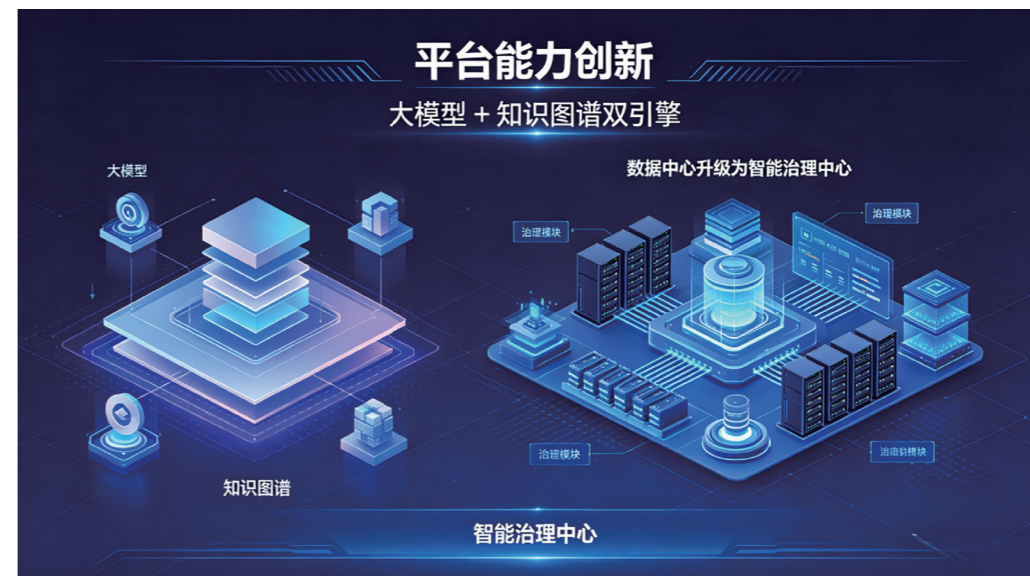 平台能力创新
大模型 + 知识图谱双引擎
大模型
数据中心升级为智能治理中心
治理模块
治理模块
治理模块
知识图谱
智能治理中心